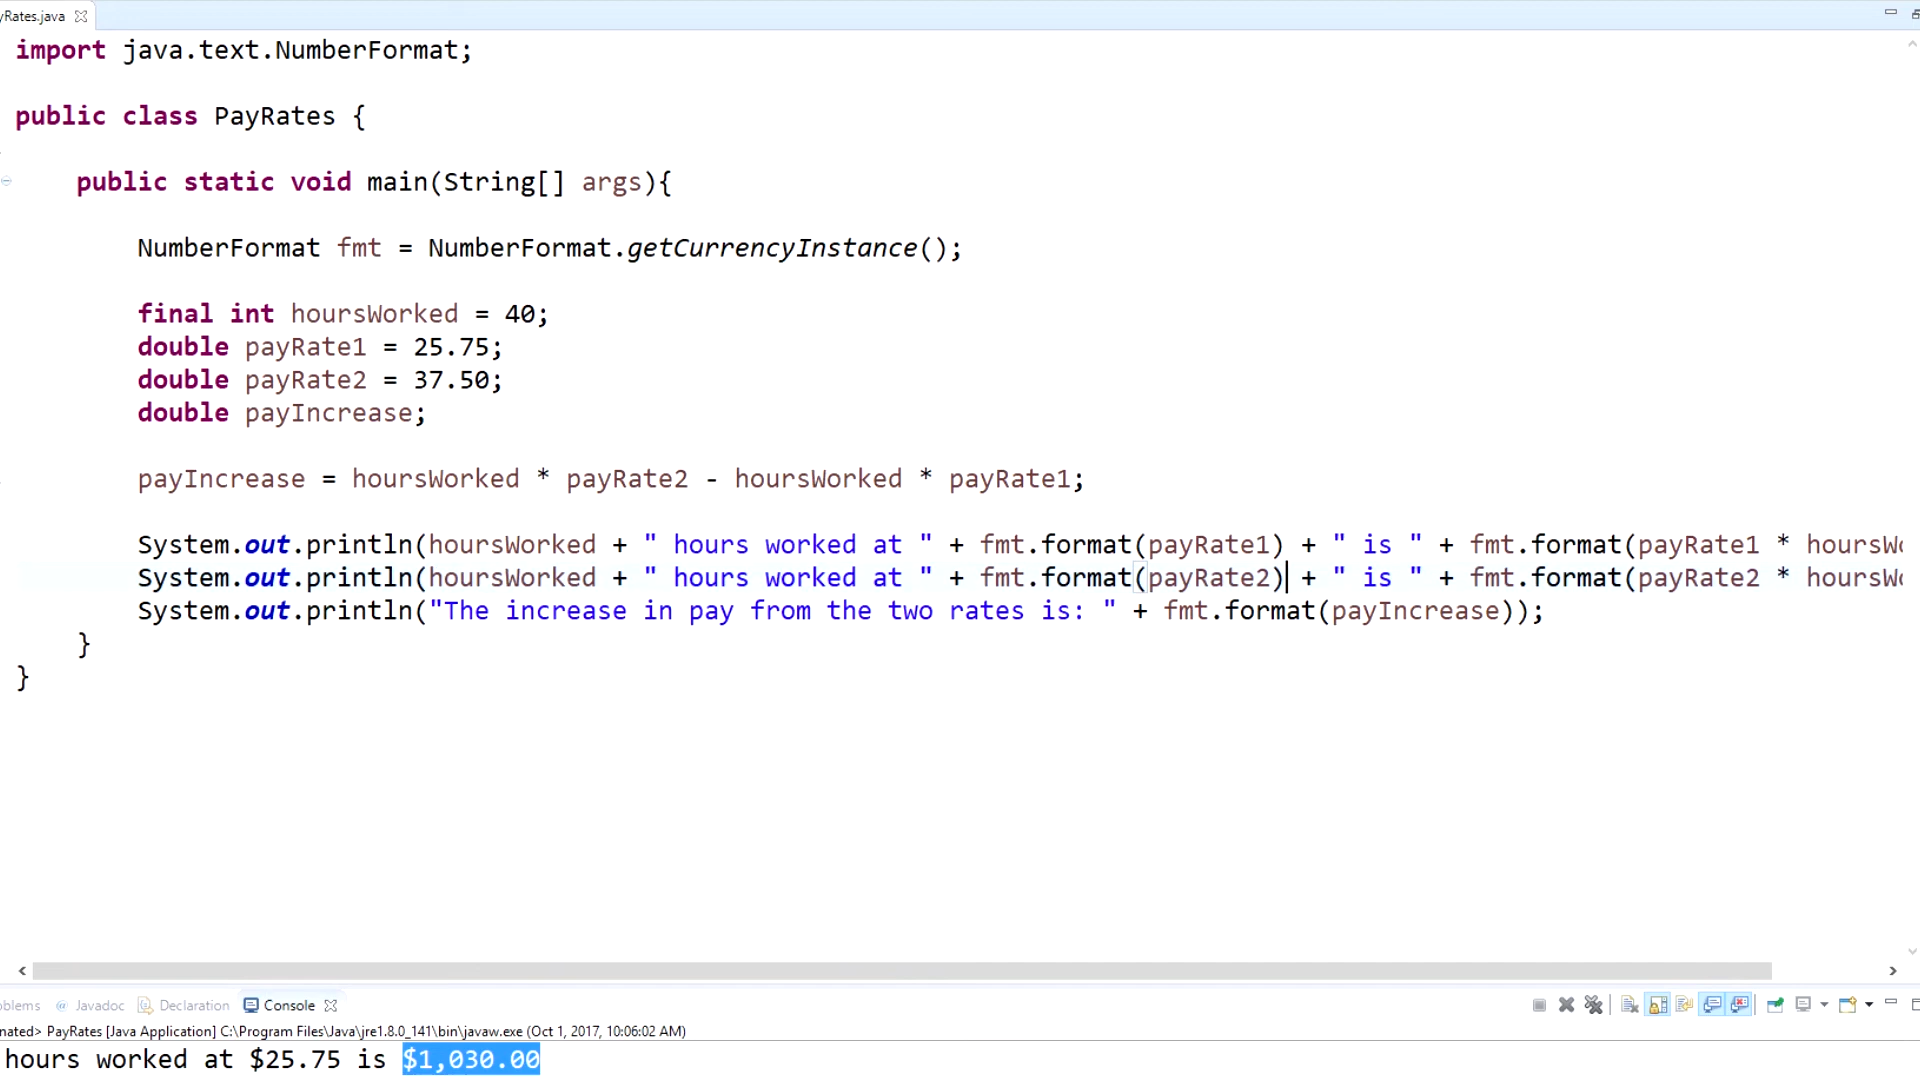 yRates.java
import java.text.NumberFormat;
public class PayRates {
public static void main(String[] args){
NumberFormat fmt = NumberFormat.getCurrencyInstance();
final int hoursWorked = 40;
double payRate1 = 25.75;
double payRate2 = 37.50;
double payIncrease;
payIncrease = hoursWorked * payRate2 - hoursWorked * payRate1;
System.out.println(hoursWorked + " hours worked at " + fmt.format(payRate1) + " is " + fmt.format(payRate1 * hoursWo
System.out.println(hoursWorked + " hours worked at " + fmt.format(payRate2) + " is " + fmt.format(payRate2 * hoursWo
System.out.println("The increase in pay from the two rates is: " + fmt.format(payIncrease));
}
}
oblems @ Javadoc Declaration Console
nated> PayRates [Java Application] C:\Program Files\Java\jre1.8.0_141\bin\javaw.exe (Oct 1, 2017, 10:06:02 AM)
hours worked at $25.75 is $1,030.00